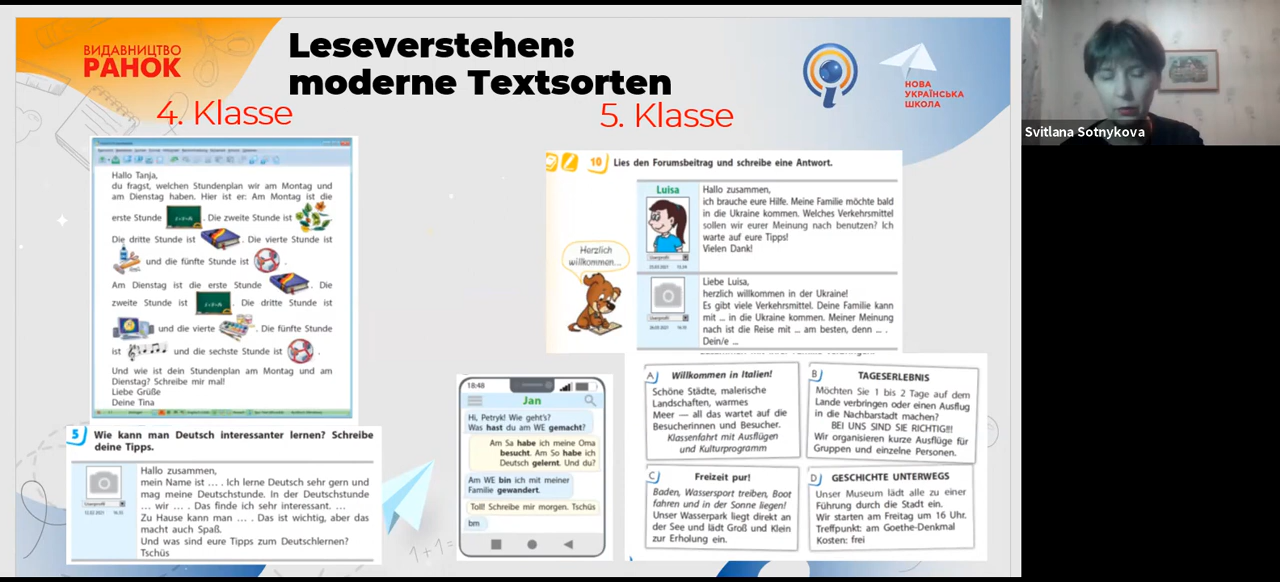 ВИДАВНИЦТВО
РАНОК
Leseverstehen:
moderne Textsorten
НОВА
УКРАЇНСЬКА
ШКОЛА
Svitlana Sotnykova
4. Klasse
5. Klasse
Hallo Tanja,
du fragst, welchen Stundenplan wir am Montag und
am Dienstag haben. Hier ist er: Am Montag ist die
erste Stunde . Die zweite Stunde ist
Die dritte Stunde ist . Die vierte Stunde ist
und die fünfte Stunde ist .
Am Dienstag ist die erste Stunde . Die
zweite Stunde ist . Die dritte Stunde ist
und die vierte . Die fünfte Stunde
ist und die sechste Stunde ist .
Und wie ist dein Stundenplan am Montag und am
Dienstag? Schreibe mir mal!
Liebe Grüße
Deine Tina
5 Wie kann man Deutsch interessanter lernen? Schreibe
deine Tipps.
Hallo zusammen,
mein Name ist ... . Ich lerne Deutsch sehr gern und
mag meine Deutschstunde. In der Deutschstunde
... wir ... . Das finde ich sehr interessant. ...
Zu Hause kann man ... . Das ist wichtig, aber das
macht auch Spaß.
Und was sind eure Tipps zum Deutschlernen?
Tschüs
10 Lies den Forumsbeitrag und schreibe eine Antwort.
Herzlich
willkommen...
Luisa
Hallo zusammen,
ich brauche eure Hilfe. Meine Familie möchte bald
in die Ukraine kommen. Welches Verkehrsmittel
sollen wir eurer Meinung nach benutzen? Ich
warte auf eure Tipps!
Vielen Dank!
Liebe Luisa,
herzlich willkommen in der Ukraine!
Es gibt viele Verkehrsmittel. Deine Familie kann
mit ... in die Ukraine kommen. Meiner Meinung
nach ist die Reise mit ... am besten, denn ... .
Dein/e ...
18:48
Jan
Hi, Petryk! Wie geht's?
Was hast du am WE gemacht?
Am Sa habe ich meine Oma
besucht. Am So habe ich
Deutsch gelernt. Und du?
Am WE bin ich mit meiner
Familie gewandert.
Toll! Schreibe mir morgen. Tschüs
bm
A) Willkommen in Italien!
Schöne Städte, malerische
Landschaften, warmes
Meer — all das wartet auf die
Besucherinnen und Besucher.
Klassenfahrt mit Ausflügen
und Kulturprogramm
B) TAGESERLEBNIS
Möchten Sie 1 bis 2 Tage auf dem
Lande verbringen oder einen Ausflug
in die Nachbarstadt machen?
BEI UNS SIND SIE RICHTIG!!!
Wir organisieren kurze Ausflüge für
Gruppen und einzelne Personen.
C) Freizeit pur!
Baden, Wassersport treiben, Boot
fahren und in der Sonne liegen!
Unser Wasserpark liegt direkt an
der See und lädt Groß und Klein
zur Erholung ein.
D) GESCHICHTE UNTERWEGS
Unser Museum lädt alle zu einer
Führung durch die Stadt ein.
Wir starten am Freitag um 16 Uhr.
Treffpunkt: am Goethe-Denkmal
Kosten: frei
1+1=